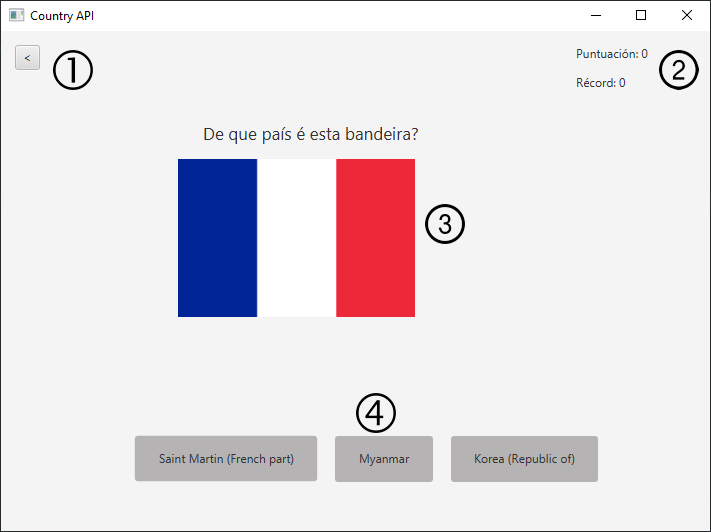 Country API
<
①
Puntuación: 0
②
Récord: 0
De que país é esta bandeira?
③
④
Saint Martin (French part)
Myanmar
Korea (Republic of)